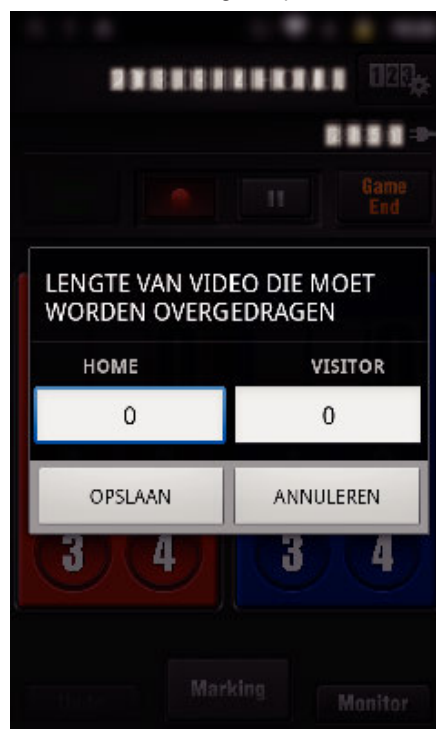 123
Game
End
LENGTE VAN VIDEO DIE MOET
WORDEN OVERGEDRAGEN
HOME VISITOR
0 0
OPSLAAN ANNULEREN
3 4 3 4
Marking
Monitor